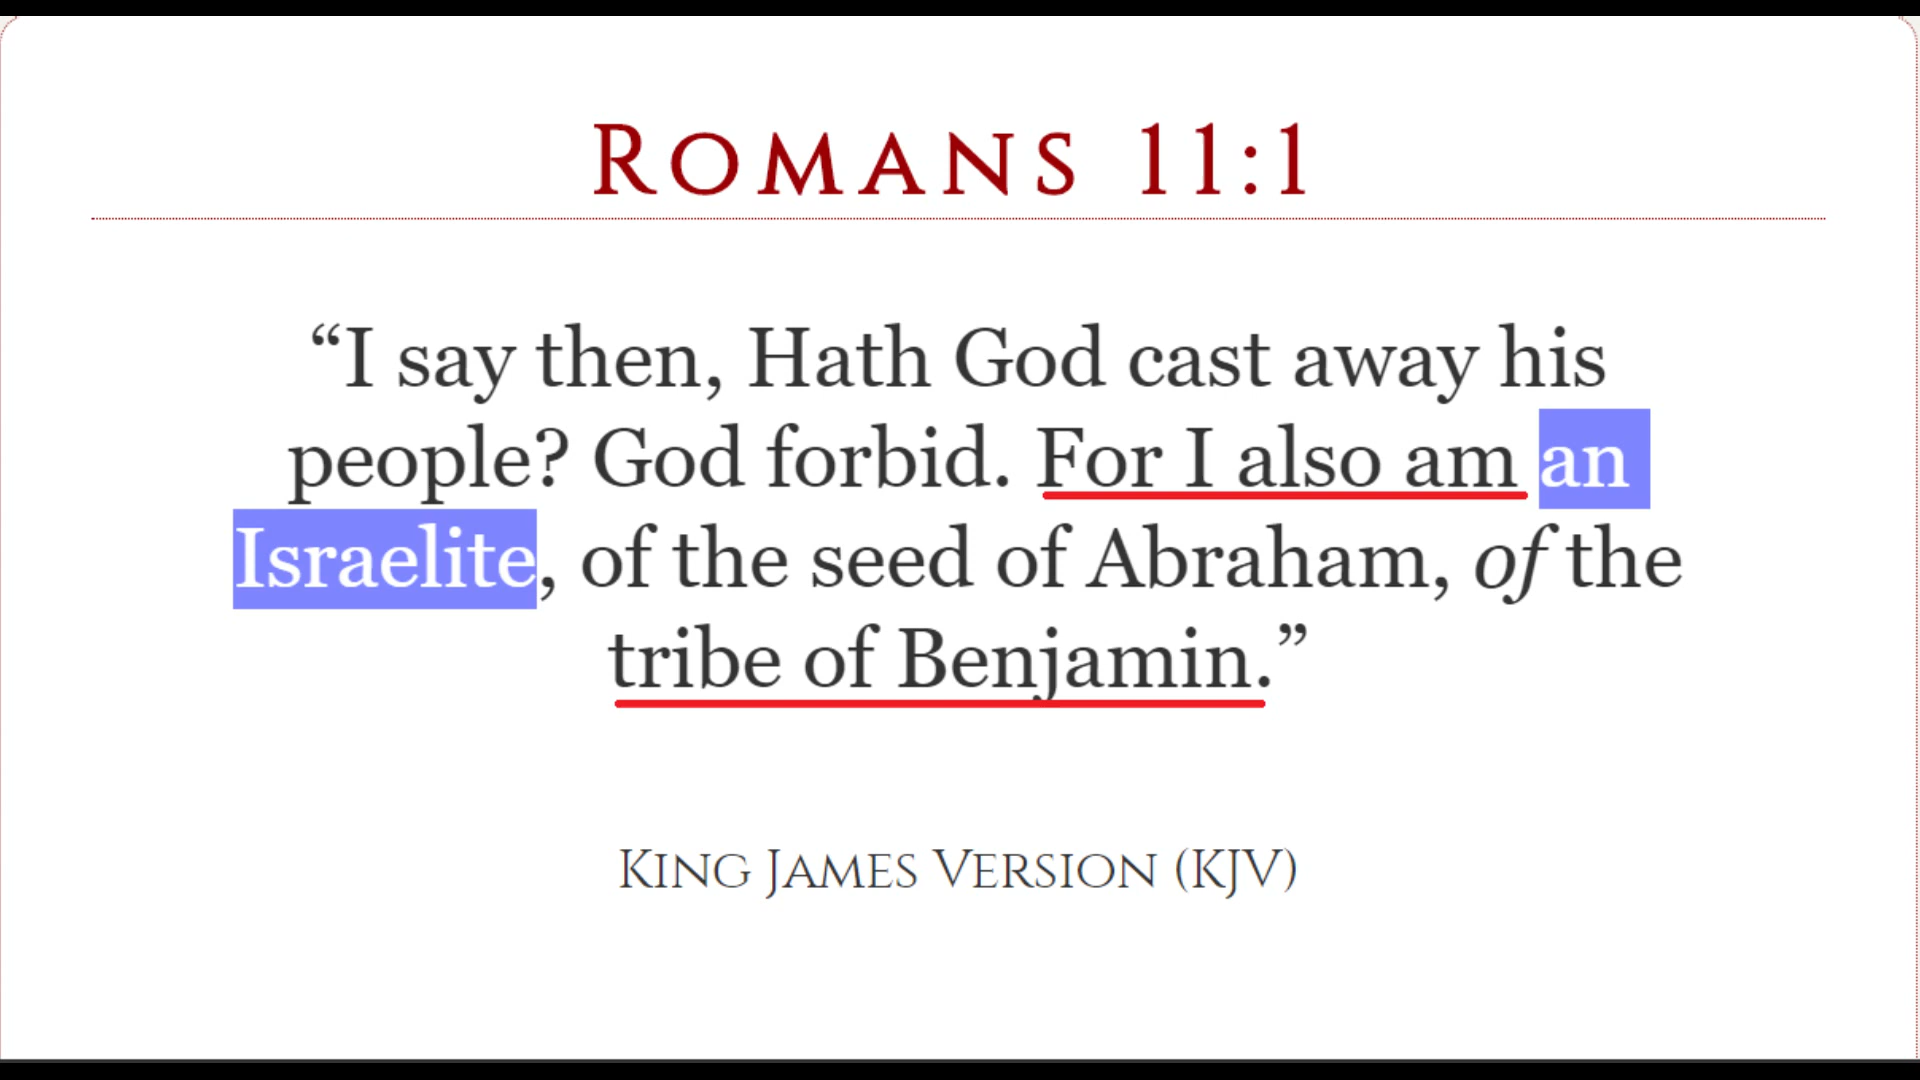 Romans 11:1
“I say then, Hath God cast away his
people? God forbid. For I also am an
Israelite, of the seed of Abraham, of the
tribe of Benjamin.”
King James Version (KJV)